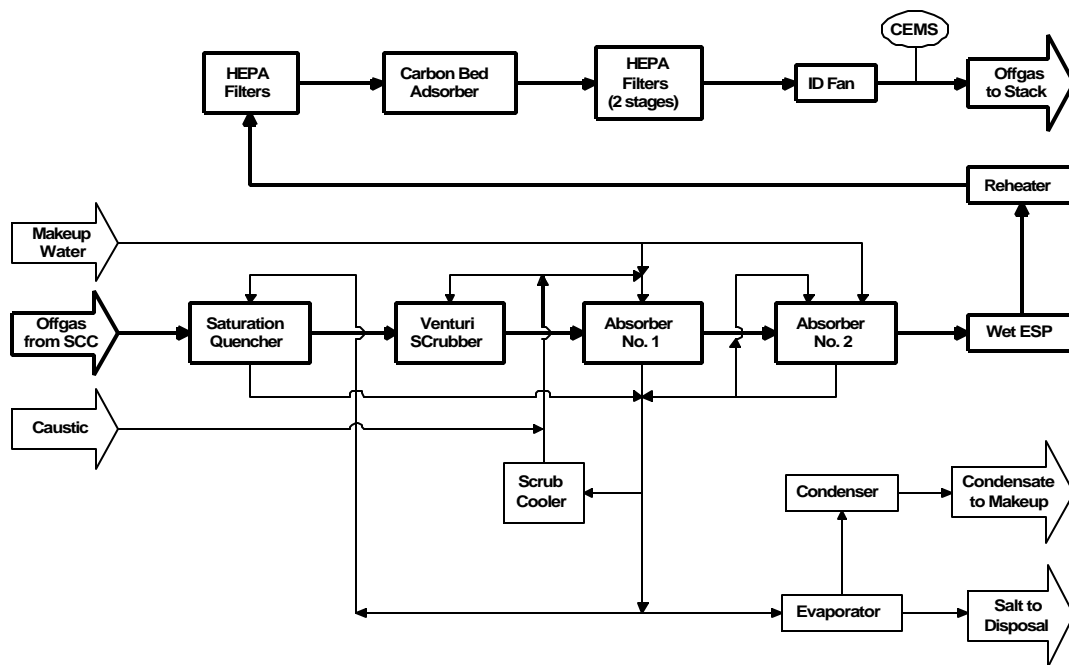 CEMS
HEPA
Filters
Carbon Bed
Adsorber
HEPA
Filters
(2 stages)
ID Fan
Offgas
to Stack
Reheater
Makeup
Water
Offgas
from SCC
Saturation
Quencher
Venturi
SCrubber
Absorber
No. 1
Absorber
No. 2
Wet ESP
Caustic
Scrub
Cooler
Condenser
Condensate
to Makeup
Evaporator
Salt to
Disposal